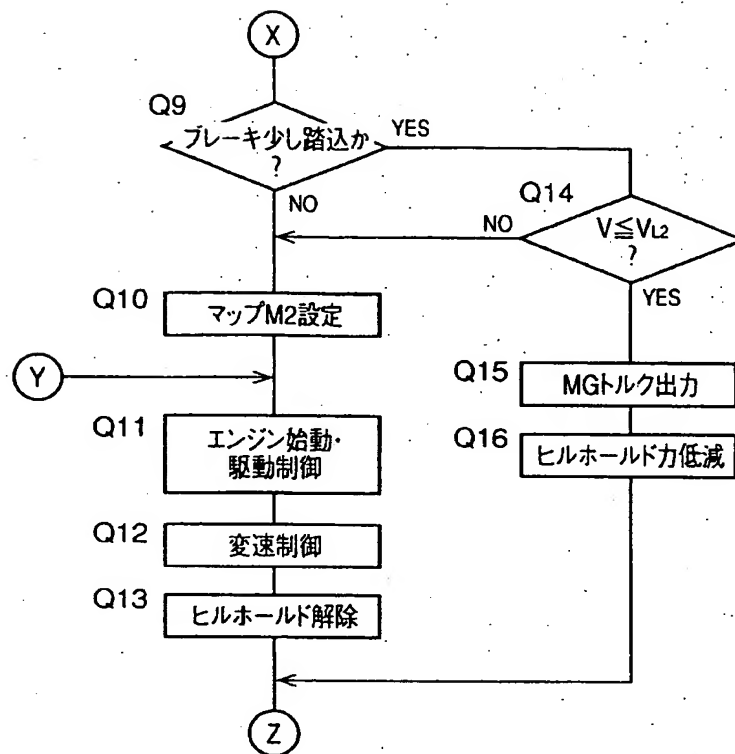 X
Q9
ブレーキ少し踏込か
?
YES
NO
Q14
V≦VL2
?
NO
YES
Q10
マップM2設定
Y
Q15
MGトルク出力
Q11
エンジン始動・
駆動制御
Q16
ヒルホールド力低減
Q12
変速制御
Q13
ヒルホールド解除
Z